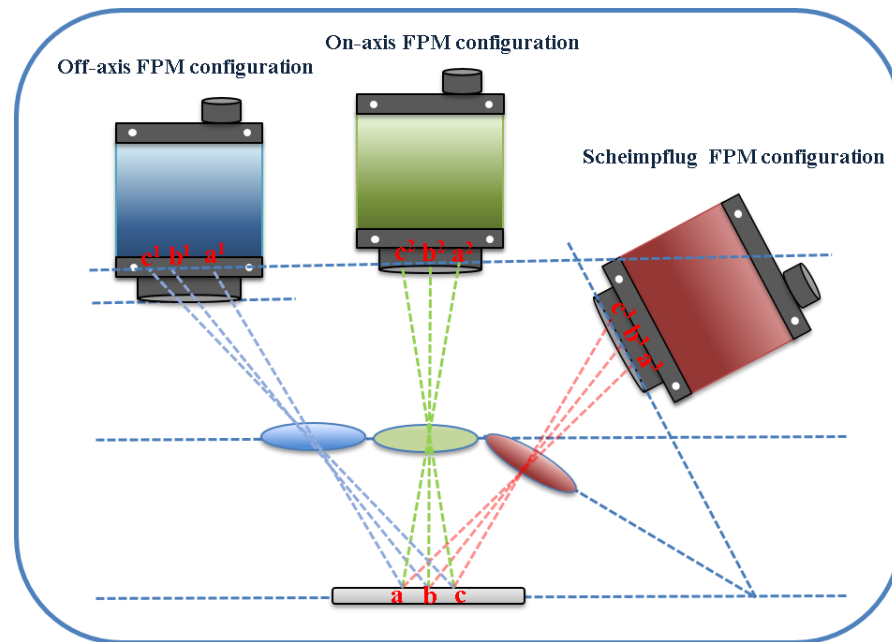 On-axis FPM configuration
Off-axis FPM configuration
Scheimpflug FPM configuration
c¹ b¹ a¹
c² b² a²
c³ b³ a³
a b c